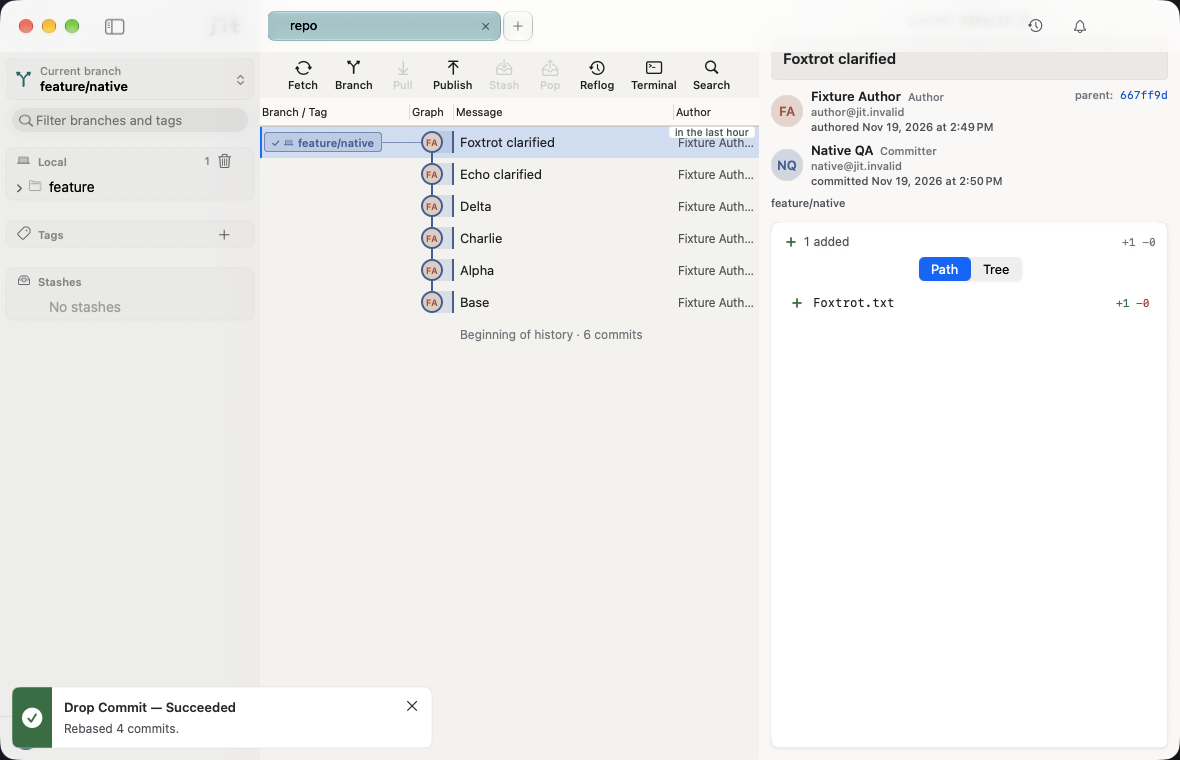 repo
Current branch
feature/native
Filter branches and tags
Local 1
feature
Tags
Stashes
No stashes
Fetch Branch Pull Publish Stash Pop Reflog Terminal Search
Branch / Tag Graph Message Author
in the last hour
feature/native FA Foxtrot clarified Fixture Auth…
FA Echo clarified Fixture Auth…
FA Delta Fixture Auth…
FA Charlie Fixture Auth…
FA Alpha Fixture Auth…
FA Base Fixture Auth…
Beginning of history · 6 commits
Foxtrot clarified
FA Fixture Author Author parent: 667ff9d
author@jit.invalid
authored Nov 19, 2026 at 2:49 PM
NQ Native QA Committer
native@jit.invalid
committed Nov 19, 2026 at 2:50 PM
feature/native
+ 1 added +1 −0
Path Tree
+ Foxtrot.txt +1 −0
Drop Commit — Succeeded
Rebased 4 commits.